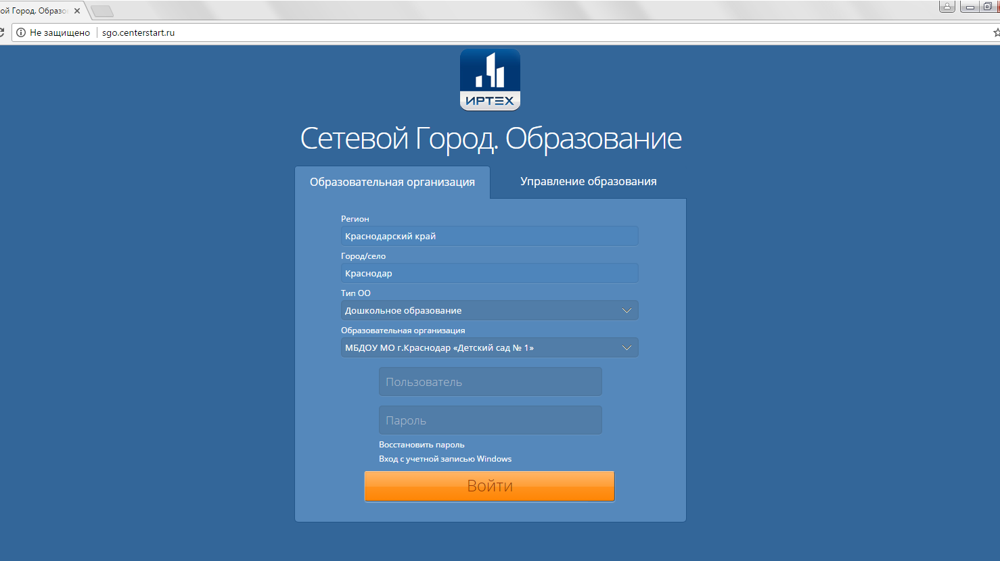 ой Город. Образо
Не защищено sgo.centerstart.ru
ИРТЕХ
Сетевой Город. Образование
Образовательная организация Управление образования
Регион
Краснодарский край
Город/село
Краснодар
Тип ОО
Дошкольное образование
Образовательная организация
МБДОУ МО г.Краснодар «Детский сад № 1»
Пользователь
Пароль
Восстановить пароль
Вход с учетной записью Windows
Войти